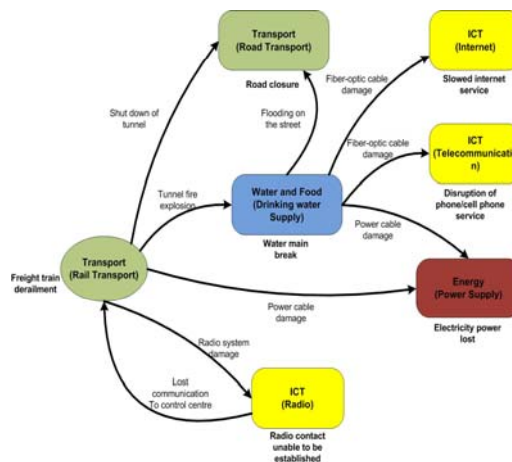 Transport
(Road Transport)
Road closure
ICT
(Internet)
Slowed internet
service
Fiber-optic cable
damage
Shut down of
tunnel
Flooding on
the street
Fiber-optic cable
damage
ICT
(Telecommunicatio
n)
Disruption of
phone/cell phone
service
Tunnel fire
explosion
Water and Food
(Drinking water
Supply)
Water main
break
Power cable
damage
Transport
(Rail Transport)
Freight train
derailment
Power cable
damage
Energy
(Power Supply)
Electricity power
lost
Radio system
damage
Lost
communication
To control centre
ICT
(Radio)
Radio contact
unable to be
established